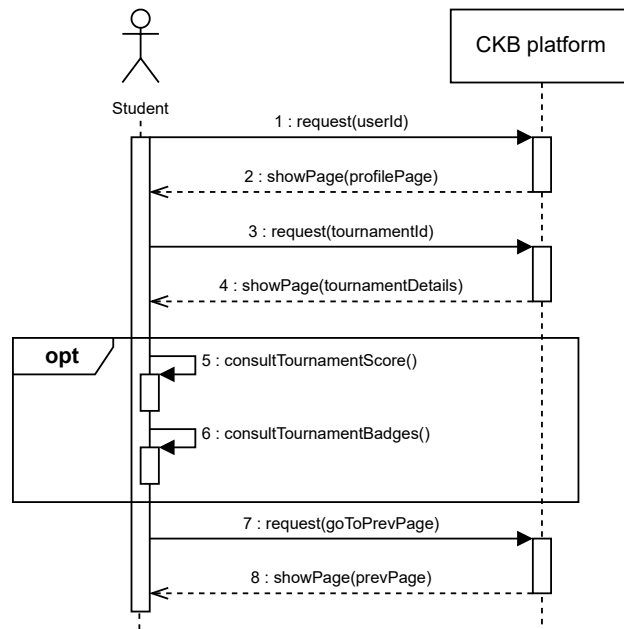 CKB platform
Student
1 : request(userId)
2 : showPage(profilePage)
3 : request(tournamentId)
4 : showPage(tournamentDetails)
opt
5 : consultTournamentScore()
6 : consultTournamentBadges()
7 : request(goToPrevPage)
8 : showPage(prevPage)